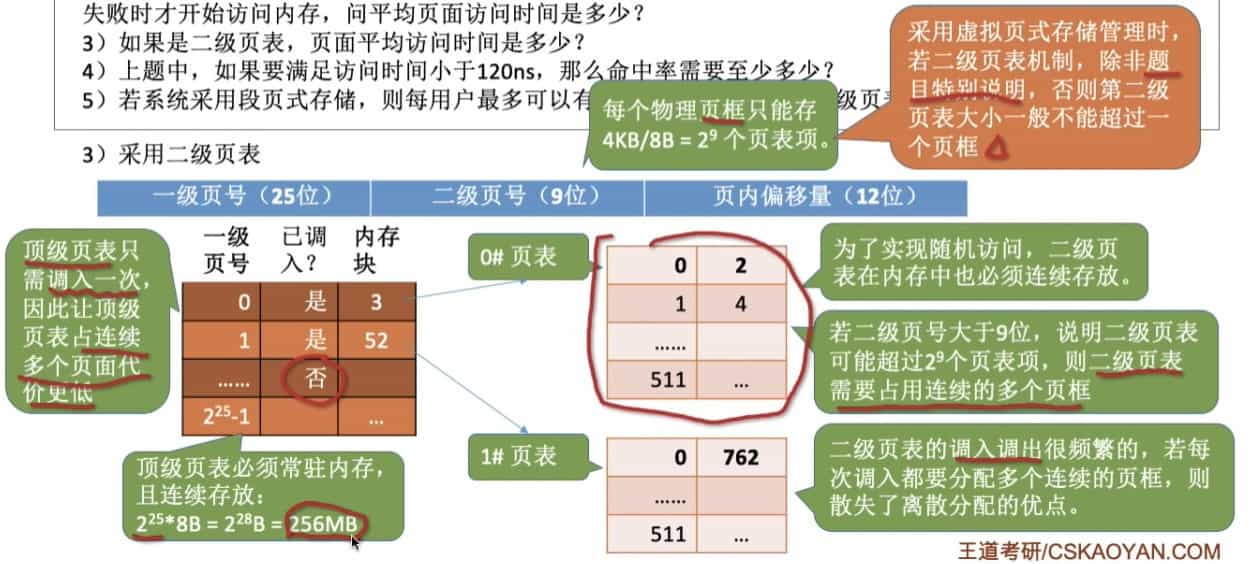 失败时才开始访问内存，问平均页面访问时间是多少？
3）如果是二级页表，页面平均访问时间是多少？
4）上题中，如果要满足访问时间小于120ns，那么命中率需要至少多少？
5）若系统采用段页式存储，则每用户最多可以有
级页表
每个物理页框只能存
4KB/8B = 2⁹ 个页表项。
采用虚拟页式存储管理时，
若二级页表机制，除非题
目特别说明，否则第二级
页表大小一般不能超过一
个页框
3）采用二级页表
一级页号（25位）
二级页号（9位）
页内偏移量（12位）
顶级页表只
需调入一次，
因此让顶级
页表占连续
多个页面代
价更低
一级 已调 内存
页号 入？ 块
0 是 3
1 是 52
…… 否
2²⁵-1 ...
顶级页表必须常驻内存，
且连续存放：
2²⁵*8B = 2²⁸B = 256MB
0# 页表
0 2
1 4
……
511 ...
1# 页表
0 762
……
511 ...
为了实现随机访问，二级页
表在内存中也必须连续存放。
若二级页号大于9位，说明二级页表
可能超过2⁹个页表项，则二级页表
需要占用连续的多个页框
二级页表的调入调出很频繁的，若每
次调入都要分配多个连续的页框，则
散失了离散分配的优点。
王道考研/CSKAOYAN.COM